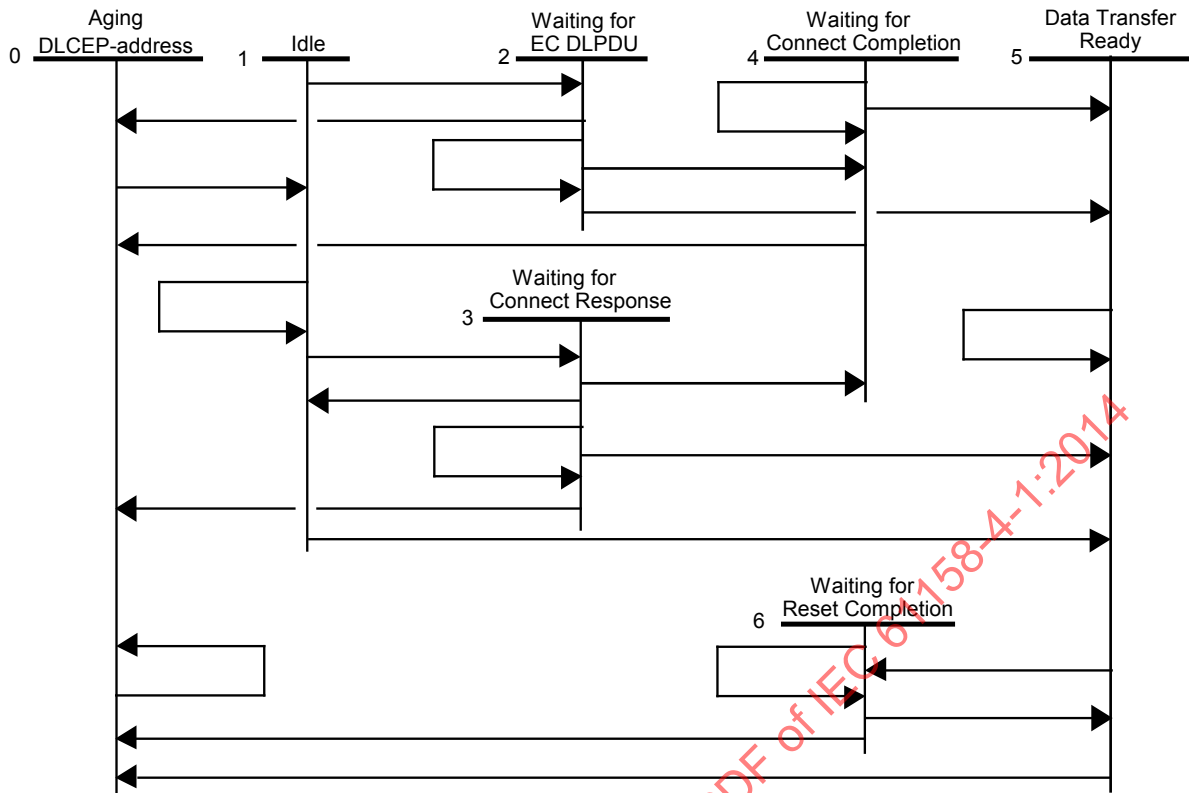 Aging
DLCEP-address
0
Idle
1
Waiting for
EC DLPDU
2
Waiting for
Connect Completion
4
Data Transfer
Ready
5
Waiting for
Connect Response
3
Waiting for
Reset Completion
6
PDF of IEC 61158-4-1:2014